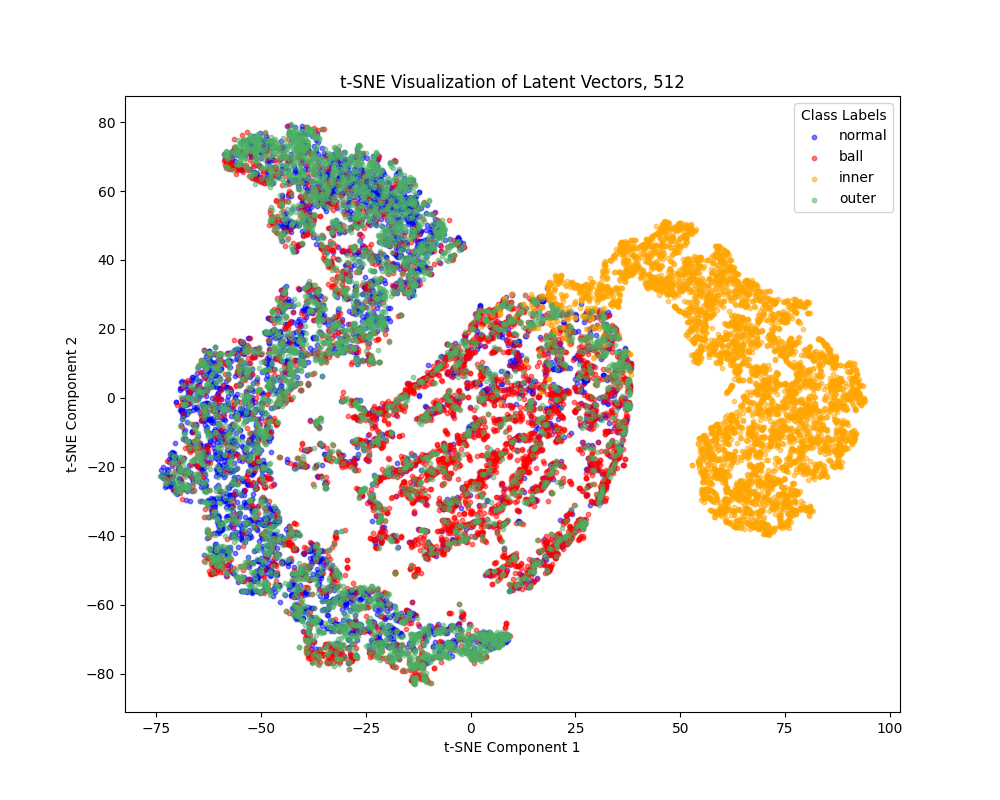 t-SNE Visualization of Latent Vectors, 512
Class Labels
normal
ball
inner
outer
80
60
40
20
0
−20
−40
−60
−80
t-SNE Component 2
−75 −50 −25 0 25 50 75 100
t-SNE Component 1